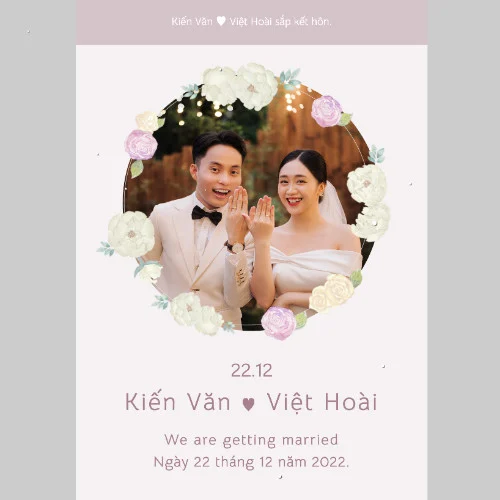 Kiến Văn ♥ Việt Hoài sắp kết hôn.
22.12
Kiến Văn ♥ Việt Hoài
We are getting married
Ngày 22 tháng 12 năm 2022.